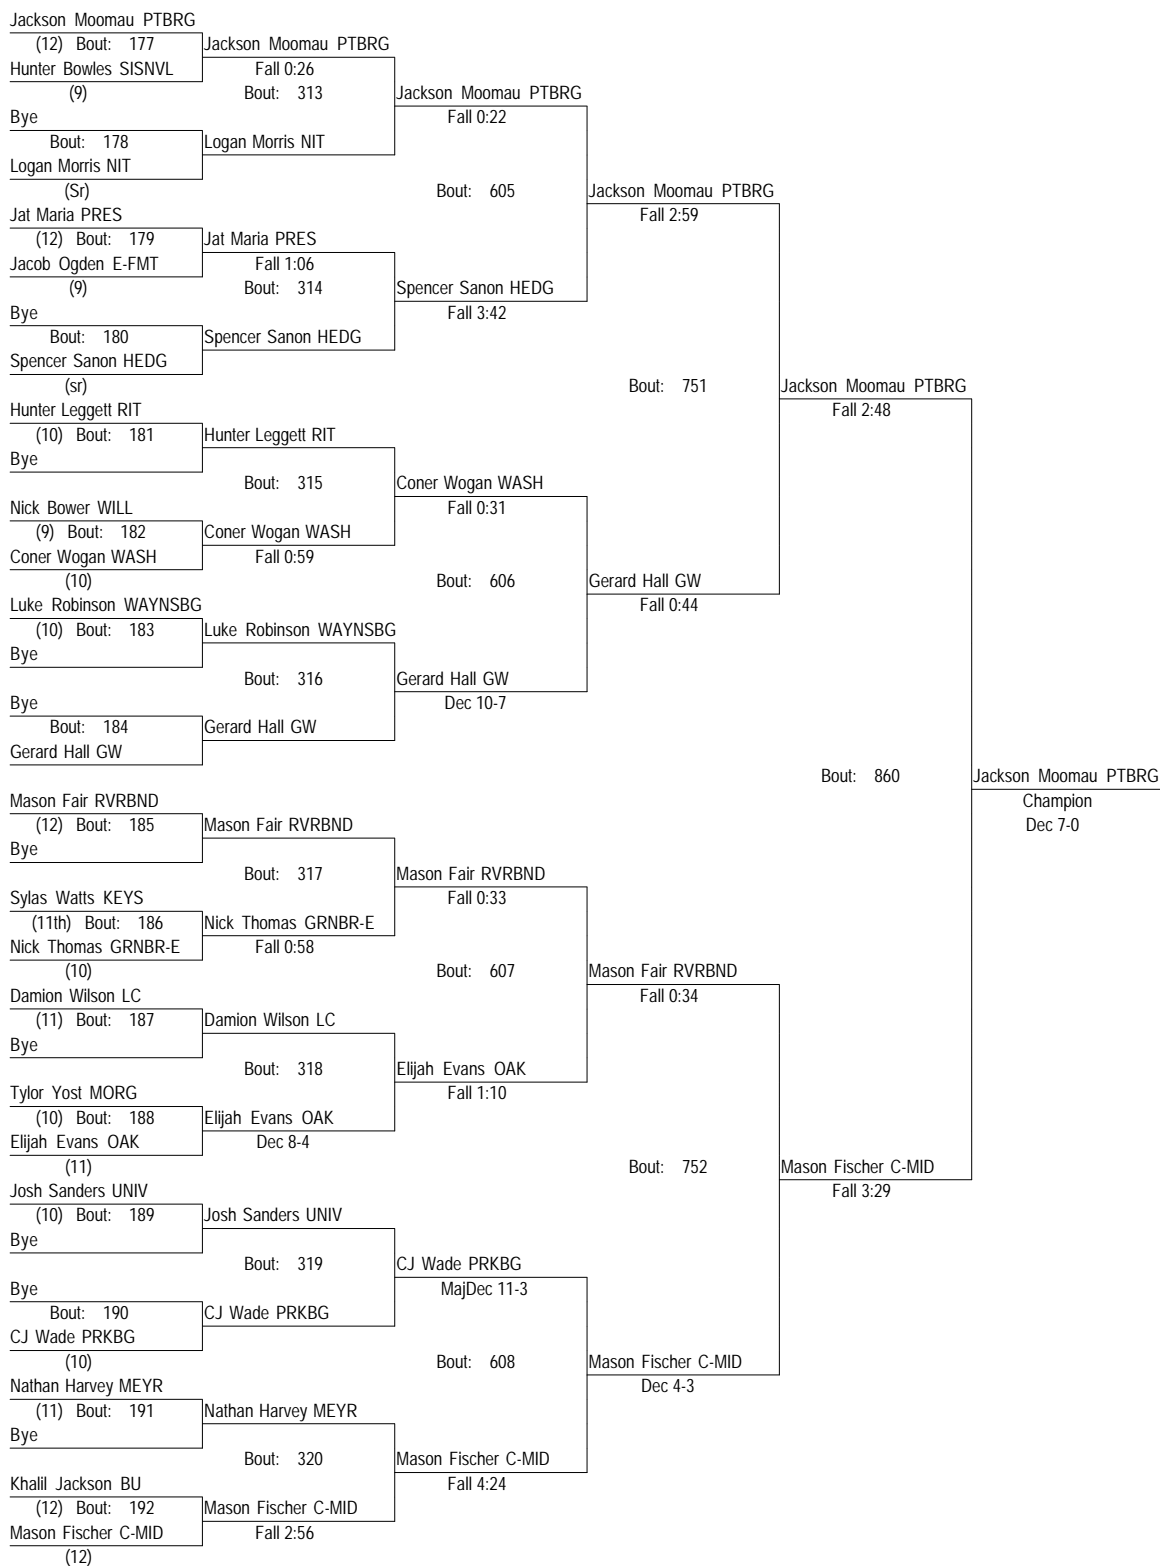 Jackson Moomau PTBRG
(12) Bout: 177
Jackson Moomau PTBRG
Hunter Bowles SISNVL
Fall 0:26
(9)
Bout: 313
Jackson Moomau PTBRG
Bye
Fall 0:22
Bout: 178
Logan Morris NIT
Logan Morris NIT
(Sr)
Bout: 605
Jackson Moomau PTBRG
Jat Maria PRES
Fall 2:59
(12) Bout: 179
Jat Maria PRES
Jacob Ogden E-FMT
Fall 1:06
(9)
Bout: 314
Spencer Sanon HEDG
Bye
Fall 3:42
Bout: 180
Spencer Sanon HEDG
Spencer Sanon HEDG
(sr)
Bout: 751
Jackson Moomau PTBRG
Hunter Leggett RIT
Fall 2:48
(10) Bout: 181
Hunter Leggett RIT
Bye
Bout: 315
Coner Wogan WASH
Nick Bower WILL
Fall 0:31
(9) Bout: 182
Coner Wogan WASH
Coner Wogan WASH
Fall 0:59
(10)
Bout: 606
Gerard Hall GW
Luke Robinson WAYNSBG
Fall 0:44
(10) Bout: 183
Luke Robinson WAYNSBG
Bye
Bout: 316
Gerard Hall GW
Bye
Dec 10-7
Bout: 184
Gerard Hall GW
Gerard Hall GW
Bout: 860
Jackson Moomau PTBRG
Mason Fair RVRBND
Champion
(12) Bout: 185
Mason Fair RVRBND
Dec 7-0
Bye
Bout: 317
Mason Fair RVRBND
Sylas Watts KEYS
Fall 0:33
(11th) Bout: 186
Nick Thomas GRNBR-E
Nick Thomas GRNBR-E
Fall 0:58
(10)
Bout: 607
Mason Fair RVRBND
Damion Wilson LC
Fall 0:34
(11) Bout: 187
Damion Wilson LC
Bye
Bout: 318
Elijah Evans OAK
Tylor Yost MORG
Fall 1:10
(10) Bout: 188
Elijah Evans OAK
Elijah Evans OAK
Dec 8-4
(11)
Bout: 752
Mason Fischer C-MID
Josh Sanders UNIV
Fall 3:29
(10) Bout: 189
Josh Sanders UNIV
Bye
Bout: 319
CJ Wade PRKBG
Bye
MajDec 11-3
Bout: 190
CJ Wade PRKBG
CJ Wade PRKBG
(10)
Bout: 608
Mason Fischer C-MID
Nathan Harvey MEYR
Dec 4-3
(11) Bout: 191
Nathan Harvey MEYR
Bye
Bout: 320
Mason Fischer C-MID
Khalil Jackson BU
Fall 4:24
(12) Bout: 192
Mason Fischer C-MID
Mason Fischer C-MID
Fall 2:56
(12)